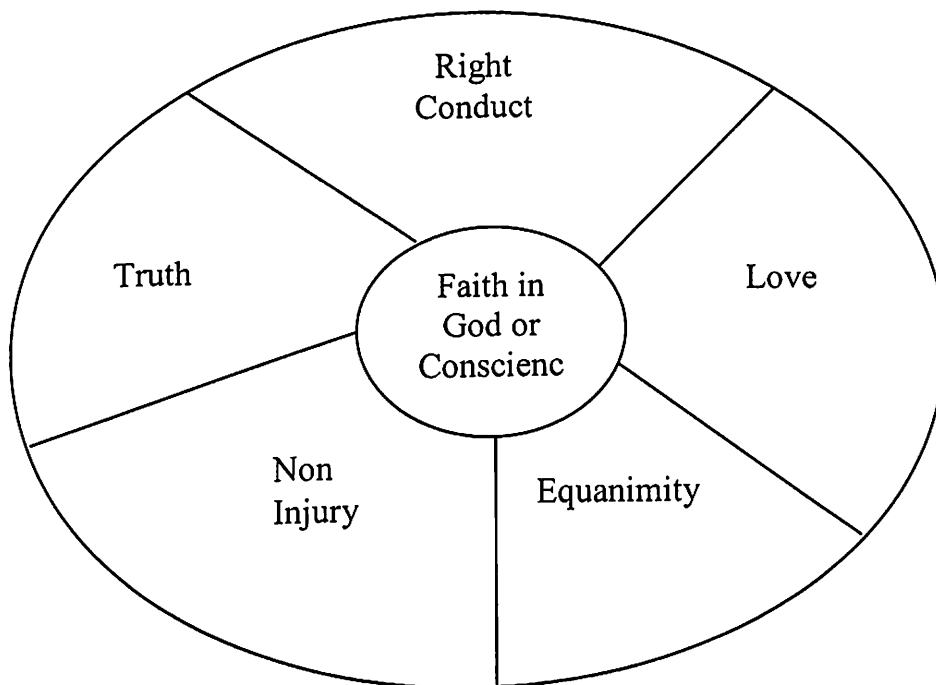 Right
Conduct
Truth
Faith in
God or
Conscienc
Love
Non
Injury
Equanimity